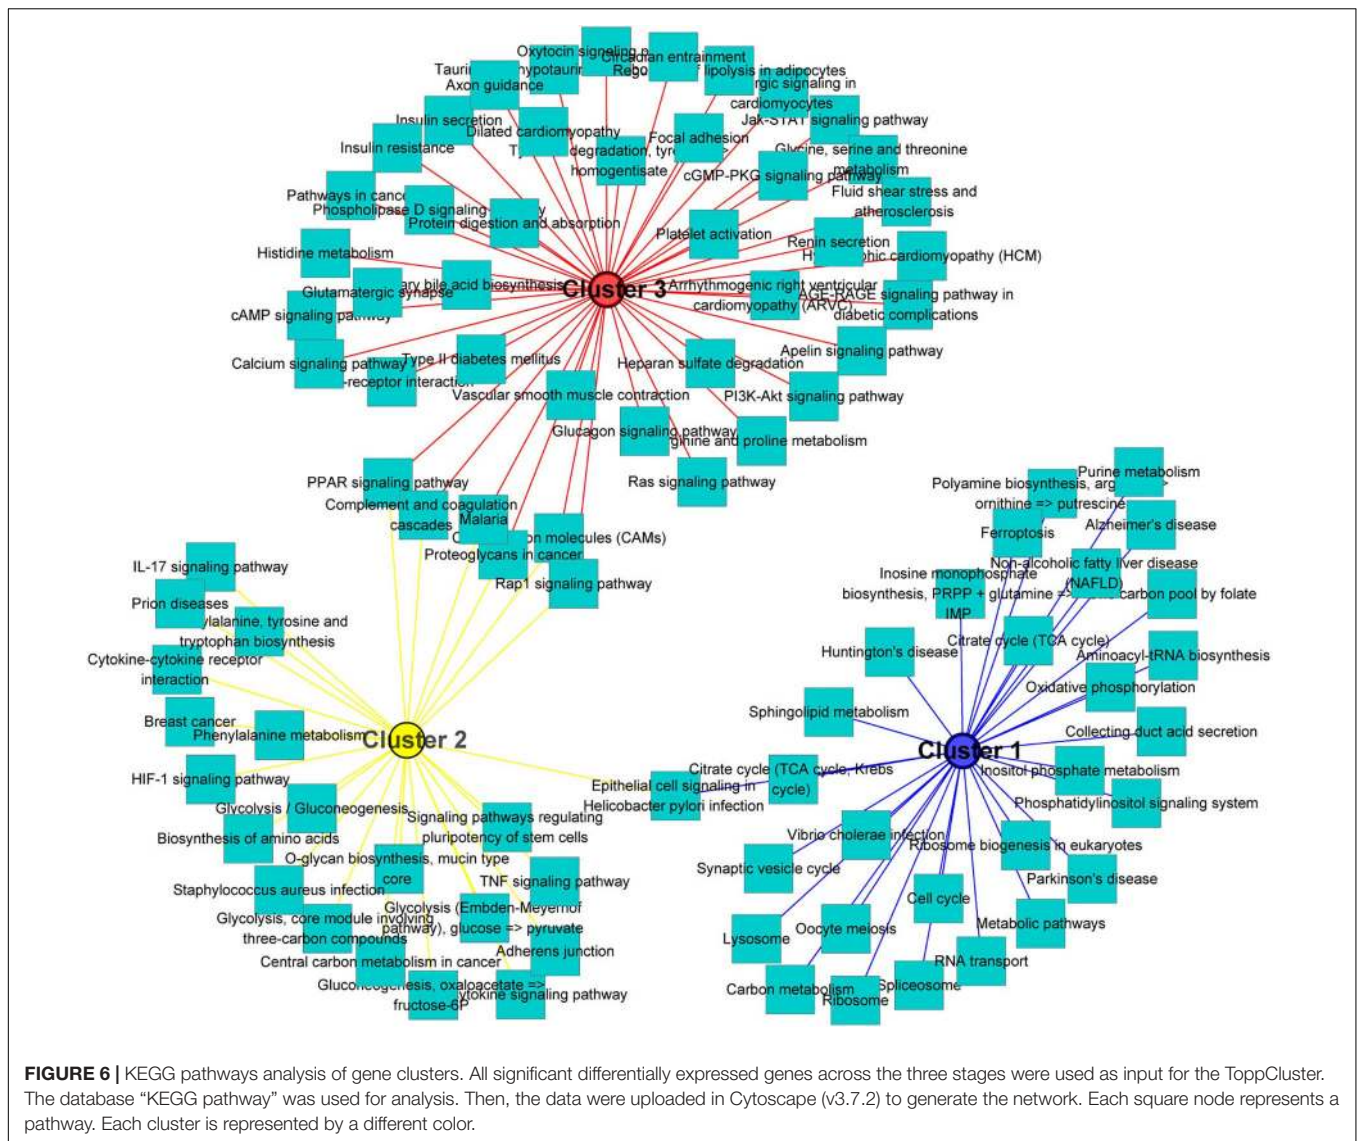 Oxytocin signaling p
Circadian entrainment
Taurin
hypotaurin
Rego
f lipolysis in adipocytes
Axon guidance
rgic signaling in
cardiomyocytes
Insulin secretion
Dilated cardiomyopathy
Focal adhesion
Jak-STAT signaling pathway
Insulin resistance
degradation, tyr
homogentisate
Glycine, serine and threonine
metabolism
cGMP-PKG signaling pathway
Pathways in cance
Fluid shear stress and
atherosclerosis
Phospholipase D signaling
Protein digestion and absorption
Platelet activation
Renin secretion
Histidine metabolism
phic cardiomyopathy (HCM)
ary bile acid biosynthesis
Glutamatergic synapse
Cluster 3
Arrhythmogenic right ventricular
cardiomyopathy (ARVC)
AGE-RAGE signaling pathway in
diabetic complications
cAMP signaling pathway
Calcium signaling pathway
Type II diabetes mellitus
Heparan sulfate degradation
Apelin signaling pathway
-receptor interaction
Vascular smooth muscle contraction
PI3K-Akt signaling pathway
Glucagon signaling pathway
rginine and proline metabolism
PPAR signaling pathway
Ras signaling pathway
Complement and coagulation
cascades
Malaria
on molecules (CAMs)
Proteoglycans in cancer
Rap1 signaling pathway
Purine metabolism
Polyamine biosynthesis, arg
=>
ornithine => putrescine
Ferroptosis
Alzheimer's disease
Non-alcoholic fatty liver disease
(NAFLD)
Inosine monophosphate
biosynthesis, PRPP + glutamine =>
IMP
carbon pool by folate
Huntington's disease
Citrate cycle (TCA cycle)
Aminoacyl-tRNA biosynthesis
Oxidative phosphorylation
Sphingolipid metabolism
Collecting duct acid secretion
Cluster 1
Citrate cycle (TCA cycle, Krebs
cycle)
Inositol phosphate metabolism
Phosphatidylinositol signaling system
Vibrio cholerae infection
Ribosome biogenesis in eukaryotes
Synaptic vesicle cycle
Parkinson's disease
Cell cycle
Lysosome
Oocyte meiosis
Metabolic pathways
RNA transport
Carbon metabolism
Ribosome
Spliceosome
IL-17 signaling pathway
Prion diseases
ylalanine, tyrosine and
tryptophan biosynthesis
Cytokine-cytokine receptor
interaction
Breast cancer
Phenylalanine metabolism
Cluster 2
HIF-1 signaling pathway
Epithelial cell signaling in
Helicobacter pylori infection
Glycolysis / Gluconeogenesis
Signaling pathways regulating
pluripotency of stem cells
Biosynthesis of amino acids
O-glycan biosynthesis, mucin type
core
TNF signaling pathway
Staphylococcus aureus infection
Glycolysis (Embden-Meyerhof
pathway), glucose => pyruvate
Glycolysis, core module involving
three-carbon compounds
Adherens junction
Central carbon metabolism in cancer
Gluconeogenesis, oxaloacetate =>
fructose-6P
ytokine signaling pathway
FIGURE 6 | KEGG pathways analysis of gene clusters. All significant differentially expressed genes across the three stages were used as input for the ToppCluster.
The database “KEGG pathway” was used for analysis. Then, the data were uploaded in Cytoscape (v3.7.2) to generate the network. Each square node represents a
pathway. Each cluster is represented by a different color.